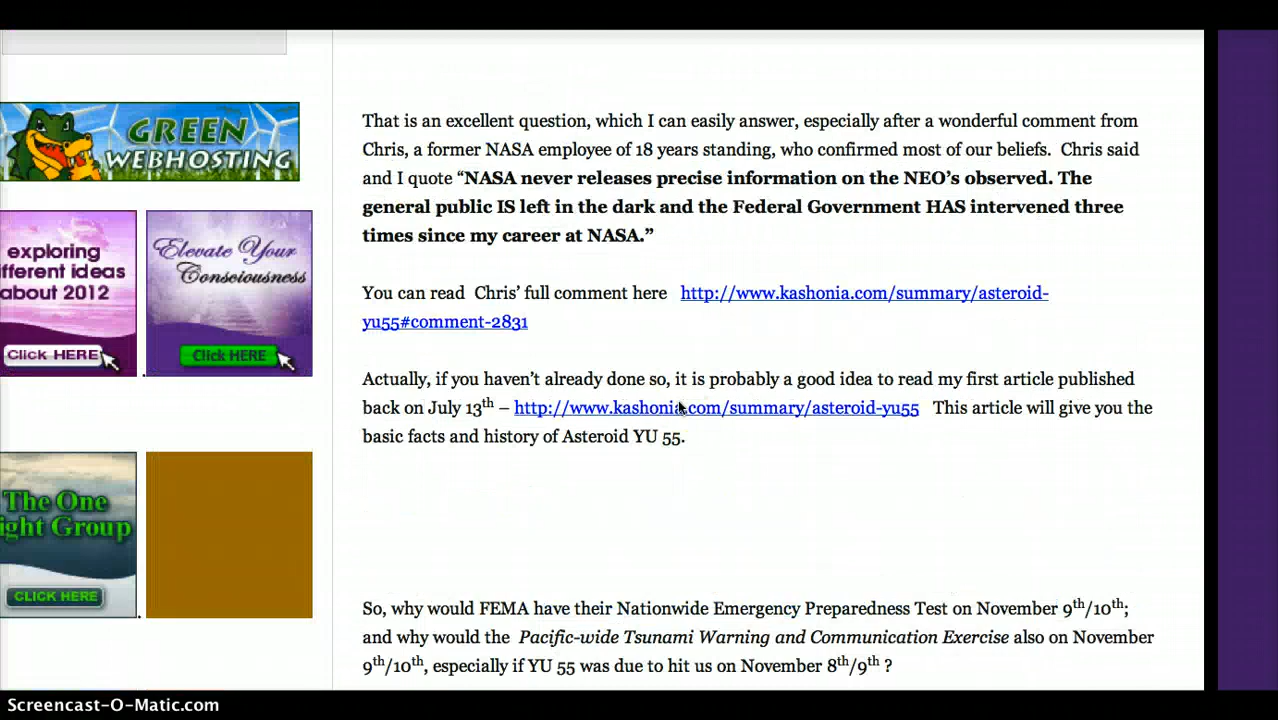 GREEN
WEBHOSTING
exploring
ifferent ideas
about 2012
Click HERE
Elevate Your
Consciousness
Click HERE
The One
ight Group
CLICK HERE
That is an excellent question, which I can easily answer, especially after a wonderful comment from
Chris, a former NASA employee of 18 years standing, who confirmed most of our beliefs. Chris said
and I quote “NASA never releases precise information on the NEO’s observed. The
general public IS left in the dark and the Federal Government HAS intervened three
times since my career at NASA.”
You can read Chris’ full comment here http://www.kashonia.com/summary/asteroid-
yu55#comment-2831
Actually, if you haven’t already done so, it is probably a good idea to read my first article published
back on July 13th – http://www.kashonia.com/summary/asteroid-yu55 This article will give you the
basic facts and history of Asteroid YU 55.
So, why would FEMA have their Nationwide Emergency Preparedness Test on November 9th/10th;
and why would the Pacific-wide Tsunami Warning and Communication Exercise also on November
9th/10th, especially if YU 55 was due to hit us on November 8th/9th ?
Screencast-O-Matic.com